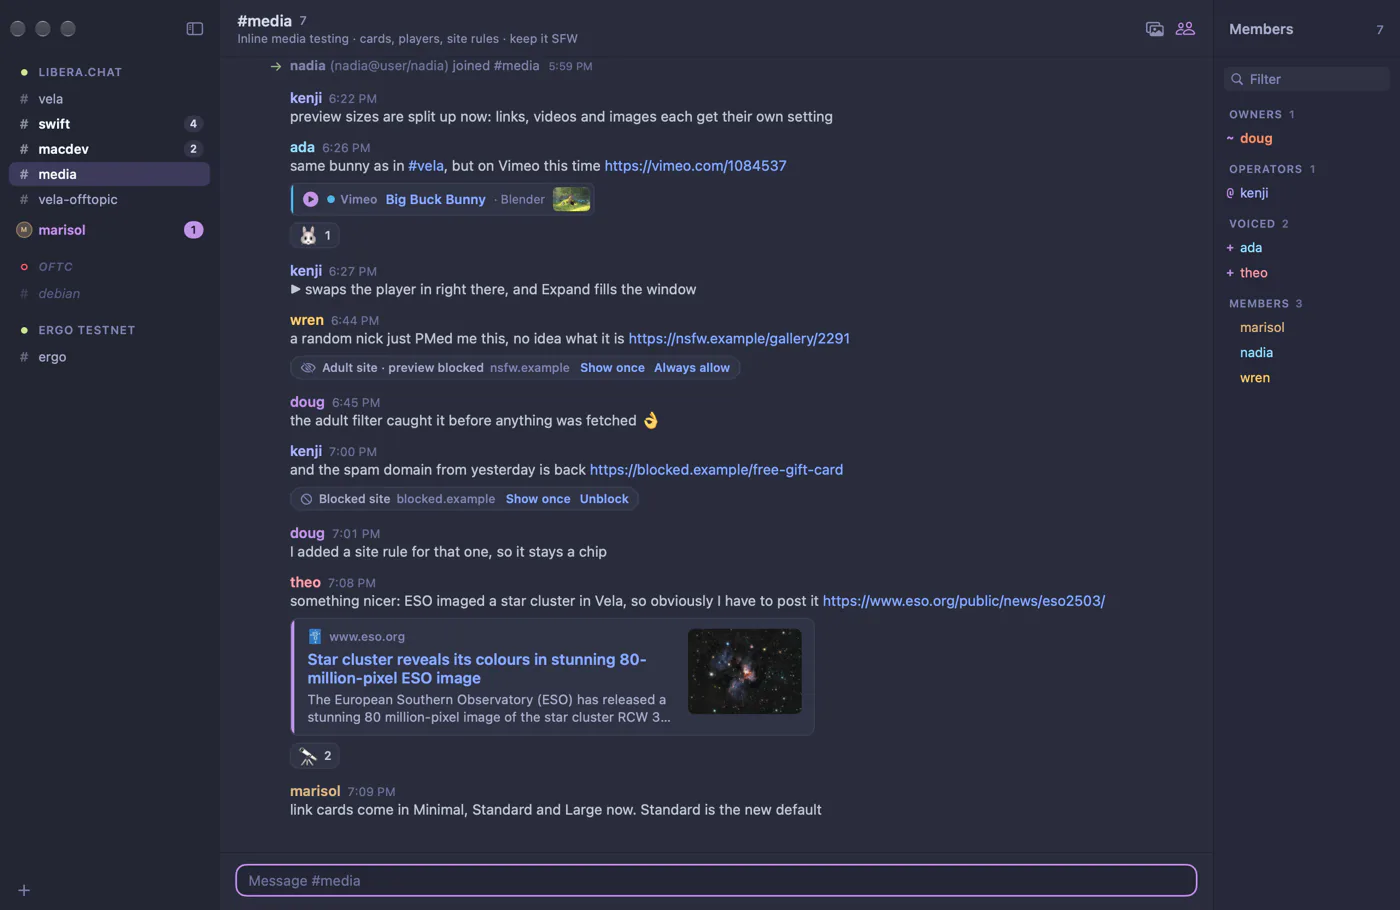 LIBERA.CHAT
# vela
# swift 4
# macdev 2
# media
# vela-offtopic
M marisol 1
OFTC
# debian
ERGO TESTNET
# ergo
+
#media 7
Inline media testing · cards, players, site rules · keep it SFW
→ nadia (nadia@user/nadia) joined #media 5:59 PM
kenji 6:22 PM
preview sizes are split up now: links, videos and images each get their own setting
ada 6:26 PM
same bunny as in #vela, but on Vimeo this time https://vimeo.com/1084537
Vimeo Big Buck Bunny · Blender
🐰 1
kenji 6:27 PM
▶ swaps the player in right there, and Expand fills the window
wren 6:44 PM
a random nick just PMed me this, no idea what it is https://nsfw.example/gallery/2291
Adult site · preview blocked nsfw.example Show once Always allow
doug 6:45 PM
the adult filter caught it before anything was fetched 👌
kenji 7:00 PM
and the spam domain from yesterday is back https://blocked.example/free-gift-card
Blocked site blocked.example Show once Unblock
doug 7:01 PM
I added a site rule for that one, so it stays a chip
theo 7:08 PM
something nicer: ESO imaged a star cluster in Vela, so obviously I have to post it https://www.eso.org/public/news/eso2503/
www.eso.org
Star cluster reveals its colours in stunning 80-
million-pixel ESO image
The European Southern Observatory (ESO) has released a
stunning 80 million-pixel image of the star cluster RCW 3...
🔭 2
marisol 7:09 PM
link cards come in Minimal, Standard and Large now. Standard is the new default
Message #media
Members 7
Filter
OWNERS 1
~ doug
OPERATORS 1
@ kenji
VOICED 2
+ ada
+ theo
MEMBERS 3
marisol
nadia
wren